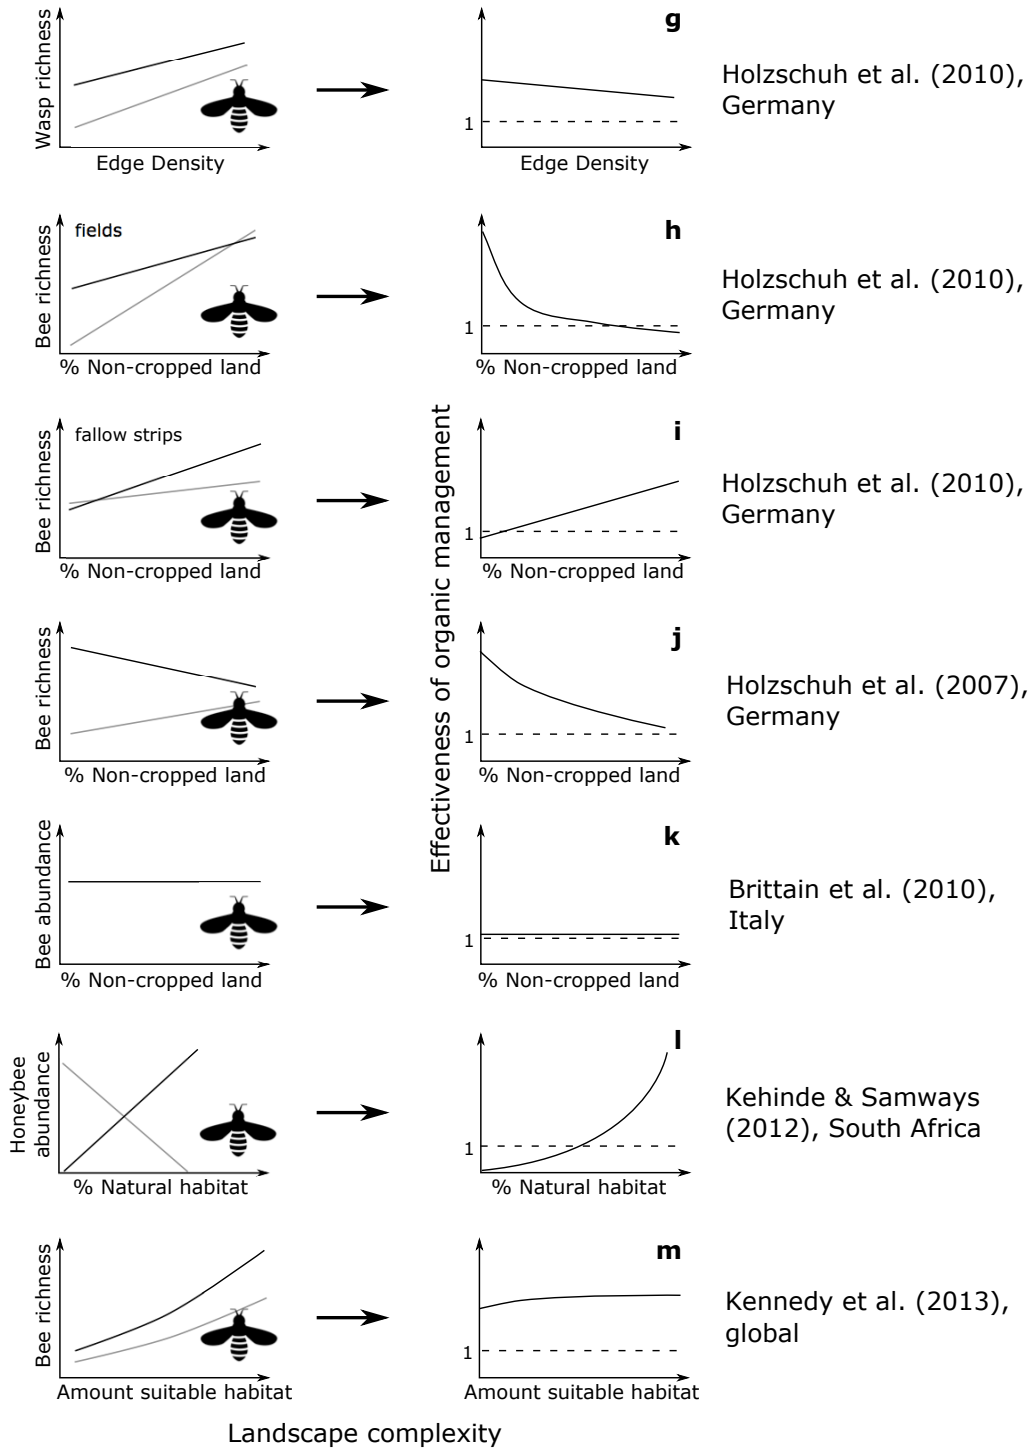 Wasp richness
Edge Density
g
1
Holzschuh et al. (2010),
Germany
Bee richness
fields
% Non-cropped land
h
1
% Non-cropped land
Holzschuh et al. (2010),
Germany
Bee richness
fallow strips
% Non-cropped land
Effectiveness of organic management
i
1
% Non-cropped land
Holzschuh et al. (2010),
Germany
Bee richness
% Non-cropped land
j
1
% Non-cropped land
Holzschuh et al. (2007),
Germany
Bee abundance
% Non-cropped land
k
1
% Non-cropped land
Brittain et al. (2010),
Italy
Honeybee
abundance
% Natural habitat
l
1
% Natural habitat
Kehinde & Samways
(2012), South Africa
Bee richness
Amount suitable habitat
m
1
Amount suitable habitat
Kennedy et al. (2013),
global
Landscape complexity